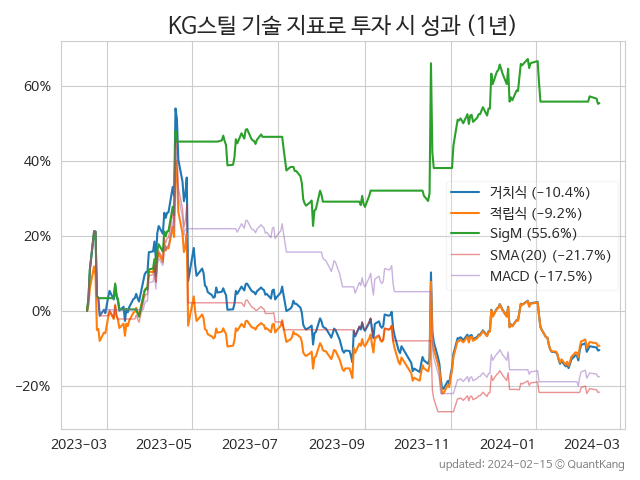 KG스틸 기술 지표로 투자 시 성과 (1년)
60%
40%
20%
0%
−20%
거치식 (−10.4%)
적립식 (−9.2%)
SigM (55.6%)
SMA(20) (−21.7%)
MACD (−17.5%)
2023-03
2023-05
2023-07
2023-09
2023-11
2024-01
2024-03
updated: 2024-02-15 ⓒ QuantKang